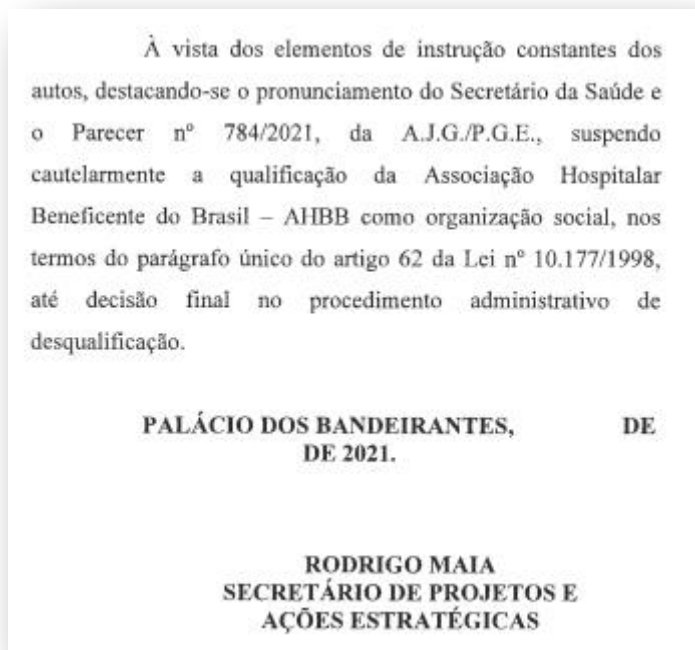 À vista dos elementos de instrução constantes dos
autos, destacando-se o pronunciamento do Secretário da Saúde e
o Parecer nº 784/2021, da A.J.G./P.G.E., suspendo
cautelarmente a qualificação da Associação Hospitalar
Beneficente do Brasil – AHBB como organização social, nos
termos do parágrafo único do artigo 62 da Lei nº 10.177/1998,
até decisão final no procedimento administrativo de
desqualificação.
PALÁCIO DOS BANDEIRANTES, DE
DE 2021.
RODRIGO MAIA
SECRETÁRIO DE PROJETOS E
AÇÕES ESTRATÉGICAS